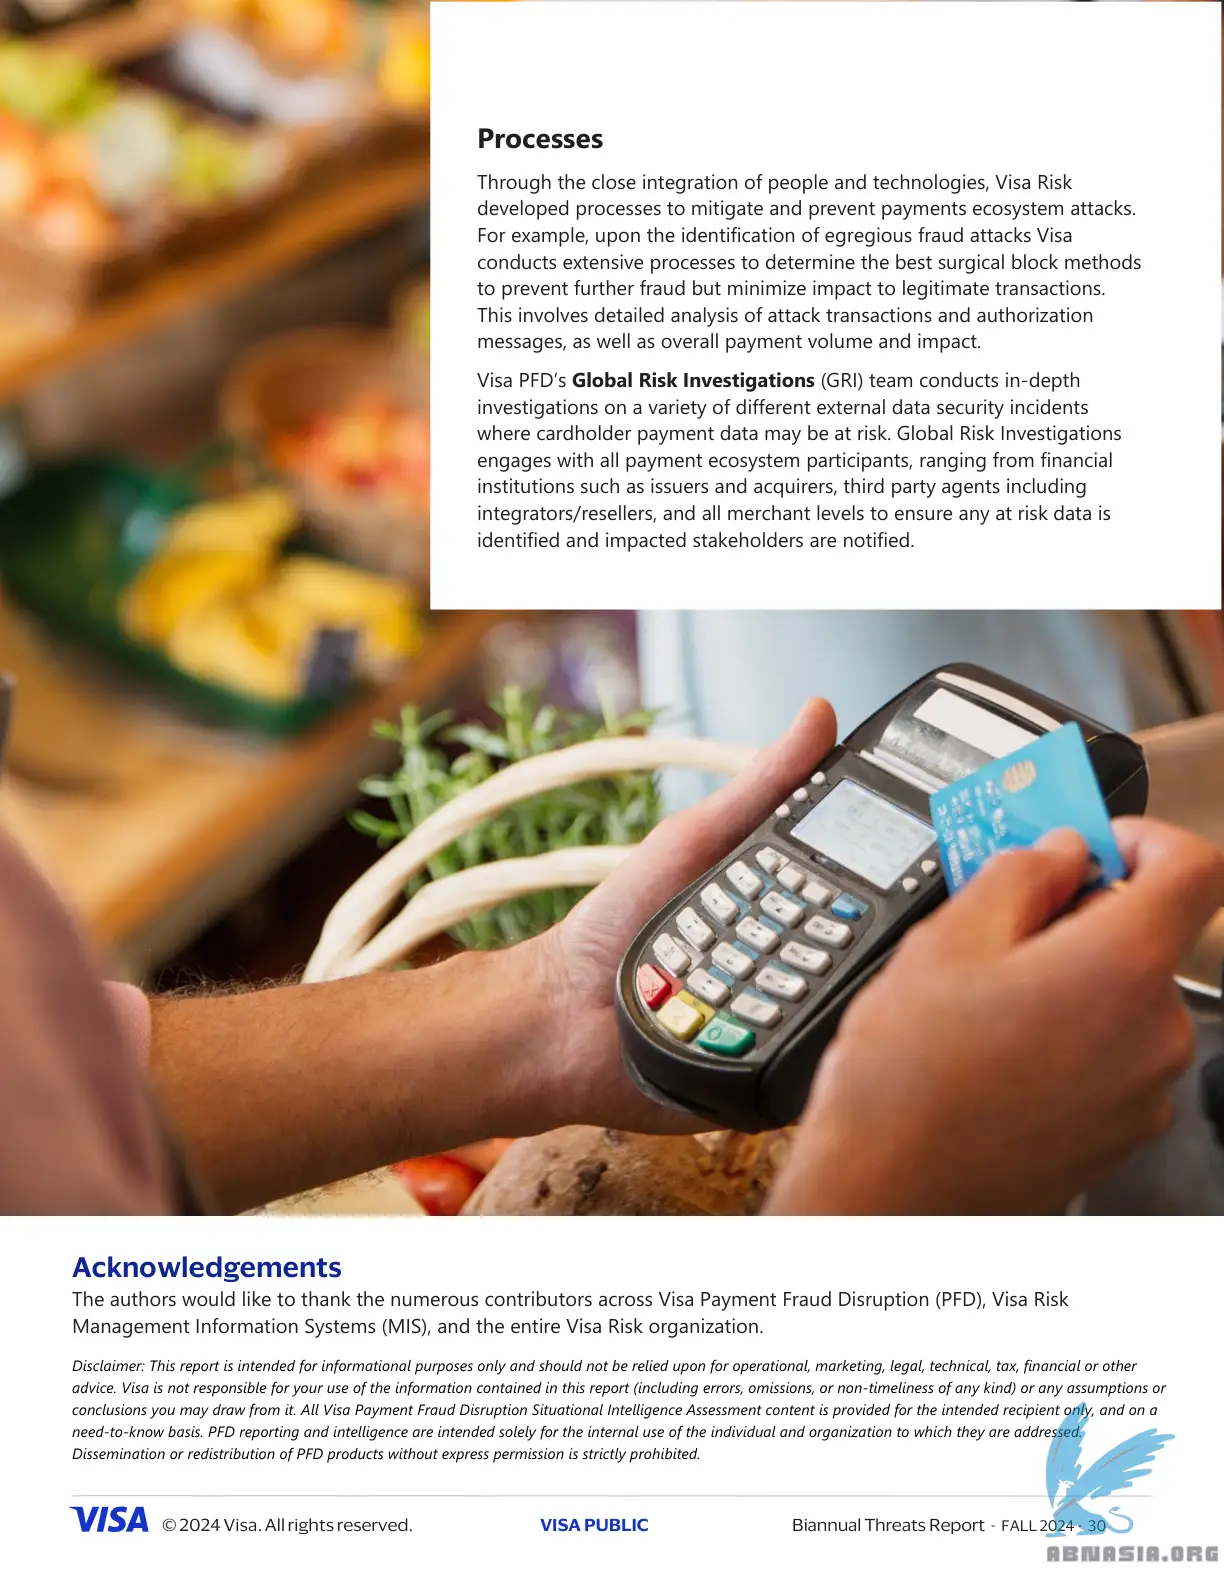 Processes
Through the close integration of people and technologies, Visa Risk
developed processes to mitigate and prevent payments ecosystem attacks.
For example, upon the identification of egregious fraud attacks Visa
conducts extensive processes to determine the best surgical block methods
to prevent further fraud but minimize impact to legitimate transactions.
This involves detailed analysis of attack transactions and authorization
messages, as well as overall payment volume and impact.
Visa PFD’s Global Risk Investigations (GRI) team conducts in-depth
investigations on a variety of different external data security incidents
where cardholder payment data may be at risk. Global Risk Investigations
engages with all payment ecosystem participants, ranging from financial
institutions such as issuers and acquirers, third party agents including
integrators/resellers, and all merchant levels to ensure any at risk data is
identified and impacted stakeholders are notified.
Acknowledgements
The authors would like to thank the numerous contributors across Visa Payment Fraud Disruption (PFD), Visa Risk
Management Information Systems (MIS), and the entire Visa Risk organization.
Disclaimer: This report is intended for informational purposes only and should not be relied upon for operational, marketing, legal, technical, tax, financial or other
advice. Visa is not responsible for your use of the information contained in this report (including errors, omissions, or non-timeliness of any kind) or any assumptions or
conclusions you may draw from it. All Visa Payment Fraud Disruption Situational Intelligence Assessment content is provided for the intended recipient only, and on a
need-to-know basis. PFD reporting and intelligence are intended solely for the internal use of the individual and organization to which they are addressed.
Dissemination or redistribution of PFD products without express permission is strictly prohibited.
VISA © 2024 Visa. All rights reserved. VISA PUBLIC Biannual Threats Report - FALL 2024 - 30
ABNASIA.ORG